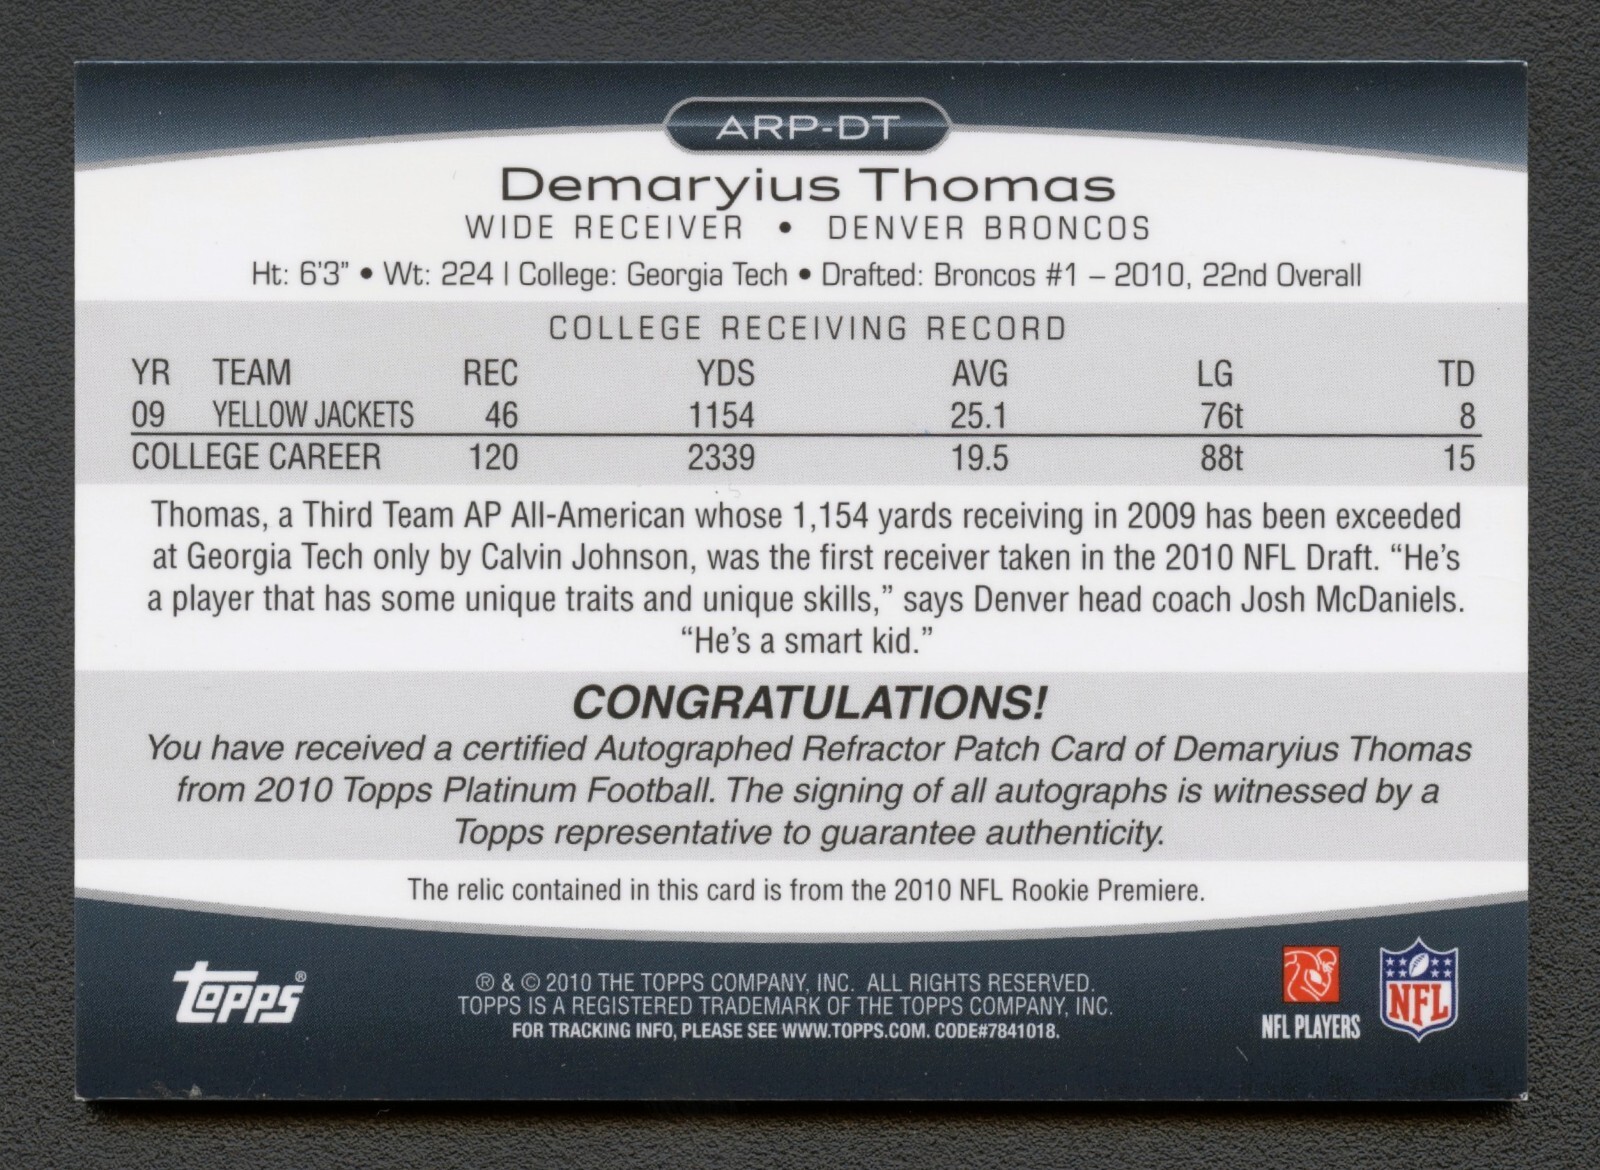 ARP-DT
Demaryius Thomas
WIDE RECEIVER • DENVER BRONCOS
Ht: 6'3" • Wt: 224 | College: Georgia Tech • Drafted: Broncos #1 – 2010, 22nd Overall
COLLEGE RECEIVING RECORD
YR TEAM REC YDS AVG LG TD
09 YELLOW JACKETS 46 1154 25.1 76t 8
COLLEGE CAREER 120 2339 19.5 88t 15
Thomas, a Third Team AP All-American whose 1,154 yards receiving in 2009 has been exceeded
at Georgia Tech only by Calvin Johnson, was the first receiver taken in the 2010 NFL Draft. “He’s
a player that has some unique traits and unique skills,” says Denver head coach Josh McDaniels.
“He’s a smart kid.”
CONGRATULATIONS!
You have received a certified Autographed Refractor Patch Card of Demaryius Thomas
from 2010 Topps Platinum Football. The signing of all autographs is witnessed by a
Topps representative to guarantee authenticity.
The relic contained in this card is from the 2010 NFL Rookie Premiere.
Topps®
® & © 2010 THE TOPPS COMPANY, INC. ALL RIGHTS RESERVED.
TOPPS IS A REGISTERED TRADEMARK OF THE TOPPS COMPANY, INC.
FOR TRACKING INFO, PLEASE SEE WWW.TOPPS.COM. CODE#7841018.
NFL PLAYERS
NFL